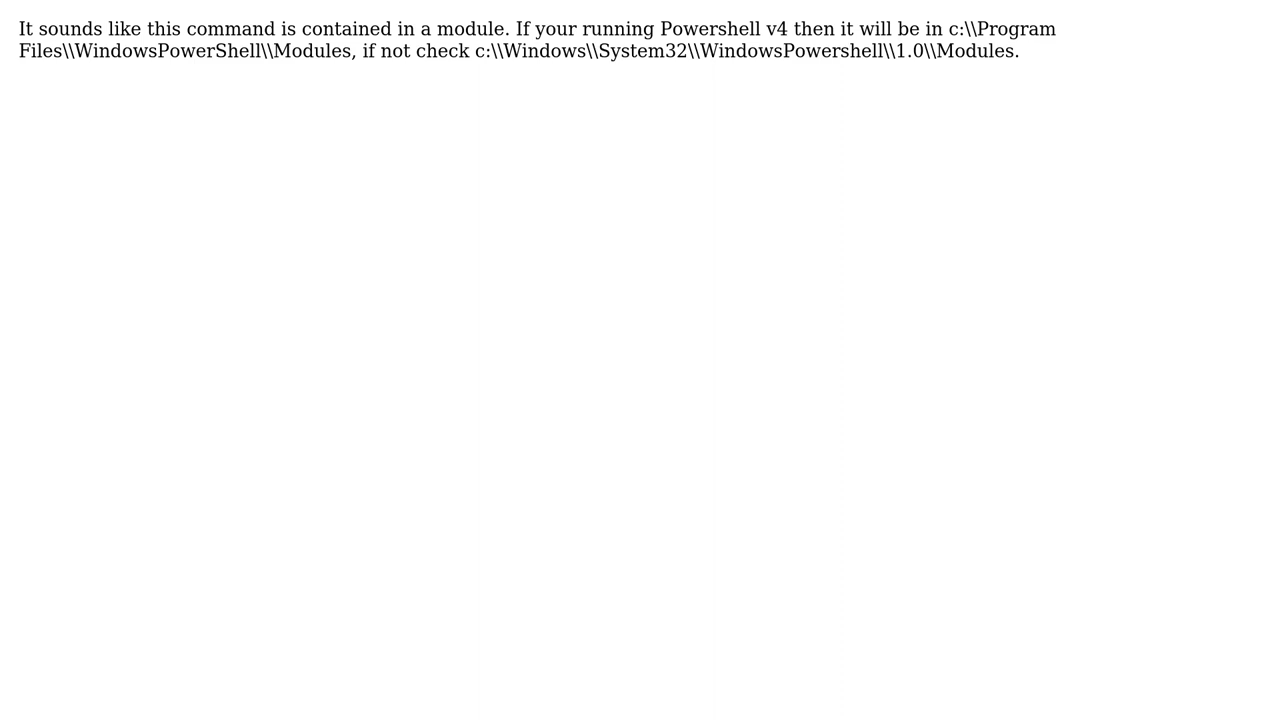 It sounds like this command is contained in a module. If your running Powershell v4 then it will be in c:\\Program
Files\\WindowsPowerShell\\Modules, if not check c:\\Windows\\System32\\WindowsPowershell\\1.0\\Modules.